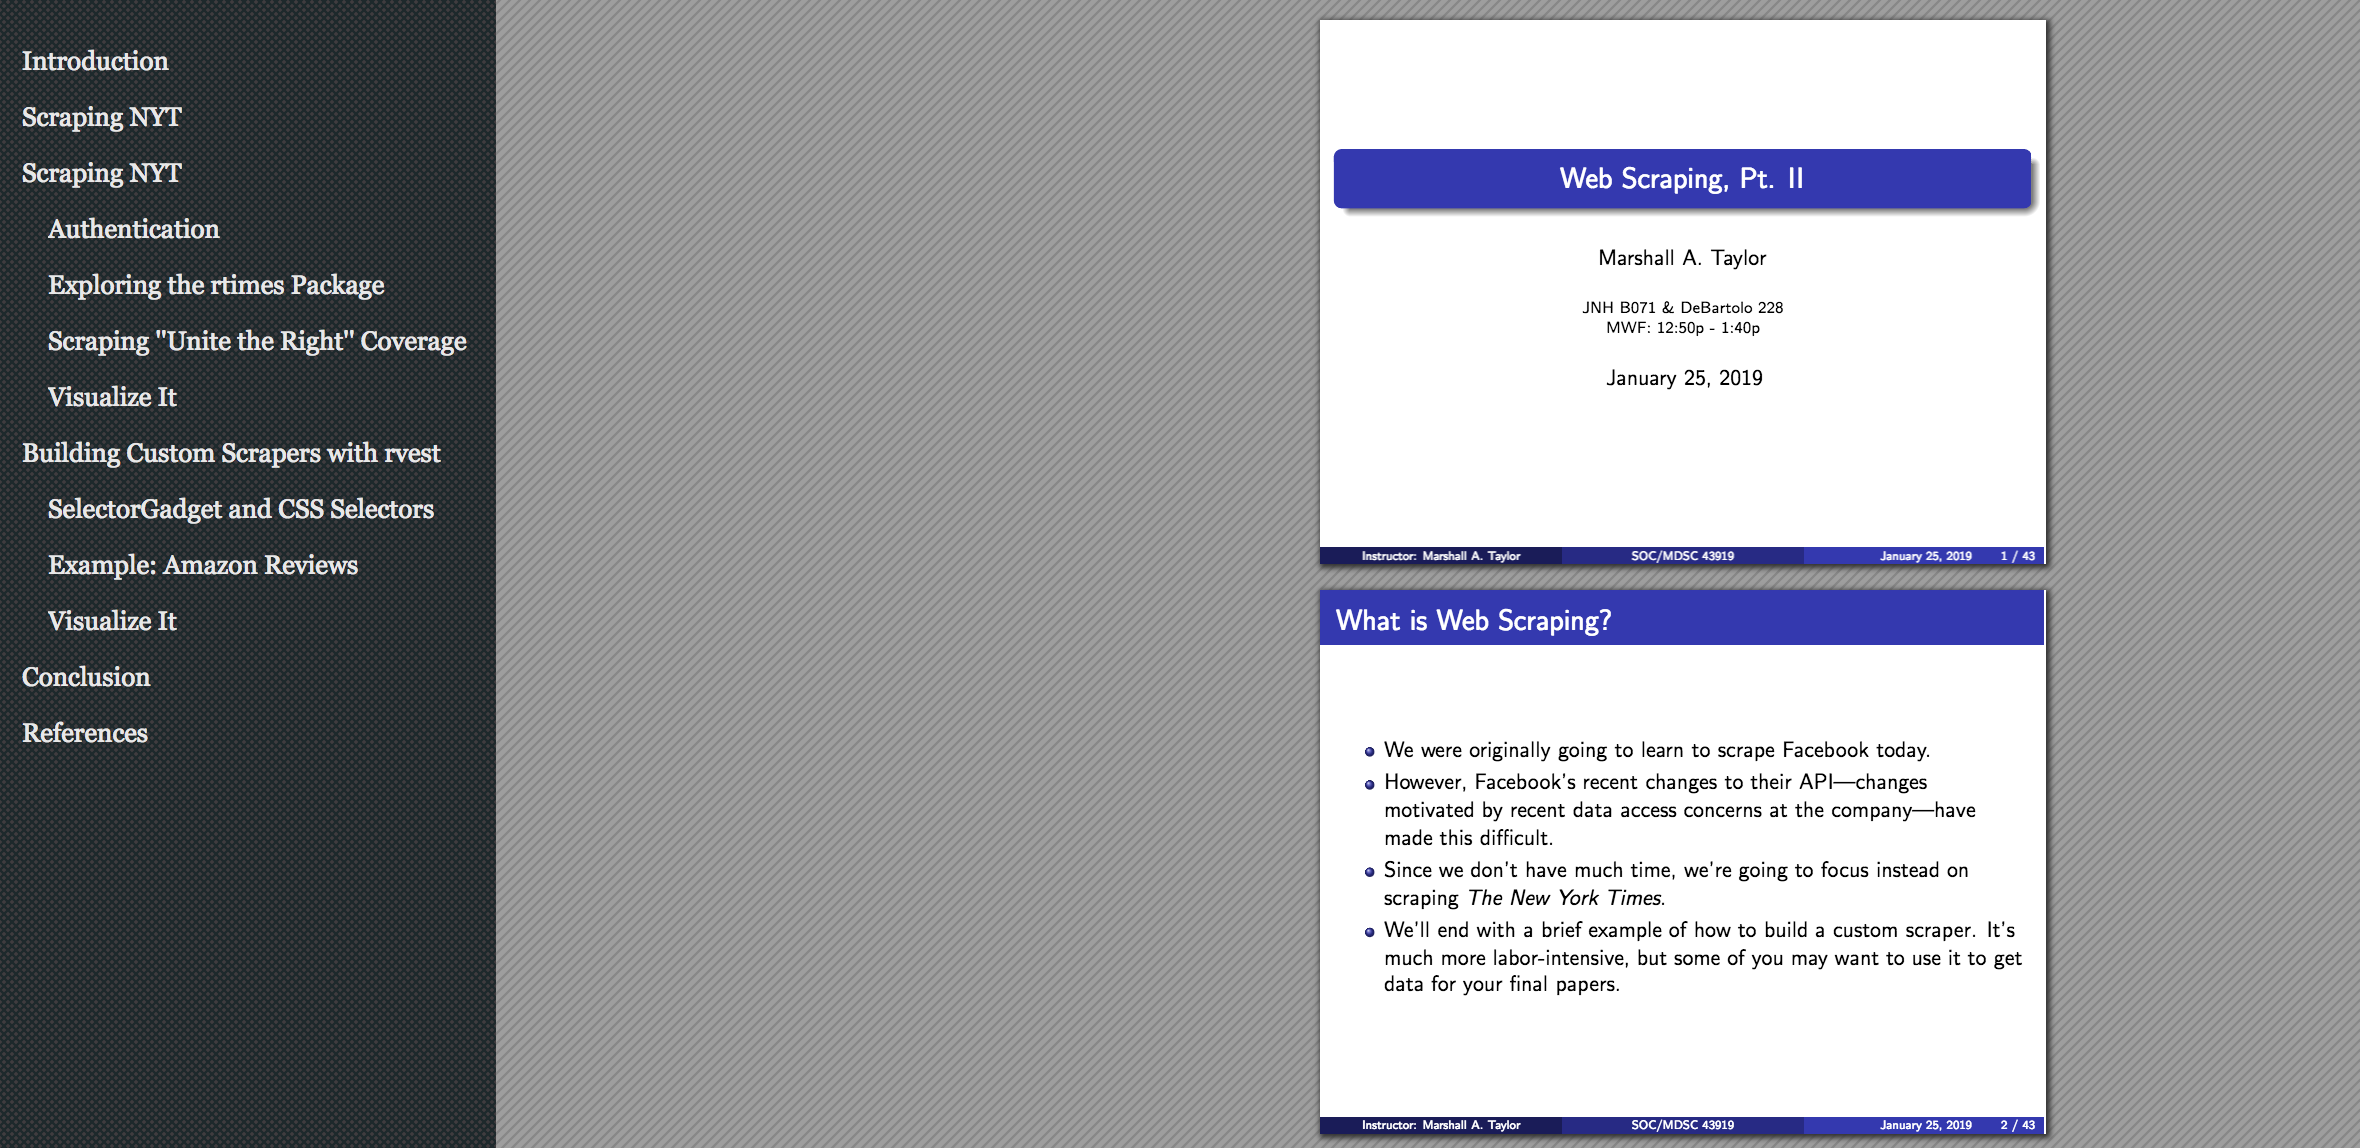 Introduction
Scraping NYT
Scraping NYT
Authentication
Exploring the rtimes Package
Scraping "Unite the Right" Coverage
Visualize It
Building Custom Scrapers with rvest
SelectorGadget and CSS Selectors
Example: Amazon Reviews
Visualize It
Conclusion
References
Web Scraping, Pt. II
Marshall A. Taylor
JNH B071 & DeBartolo 228
MWF: 12:50p - 1:40p
January 25, 2019
Instructor: Marshall A. Taylor SOC/MDSC 43919 January 25, 2019 1 / 43
What is Web Scraping?
We were originally going to learn to scrape Facebook today.
However, Facebook's recent changes to their API—changes
motivated by recent data access concerns at the company—have
made this difficult.
Since we don't have much time, we're going to focus instead on
scraping The New York Times.
We'll end with a brief example of how to build a custom scraper. It's
much more labor-intensive, but some of you may want to use it to get
data for your final papers.
Instructor: Marshall A. Taylor SOC/MDSC 43919 January 25, 2019 2 / 43